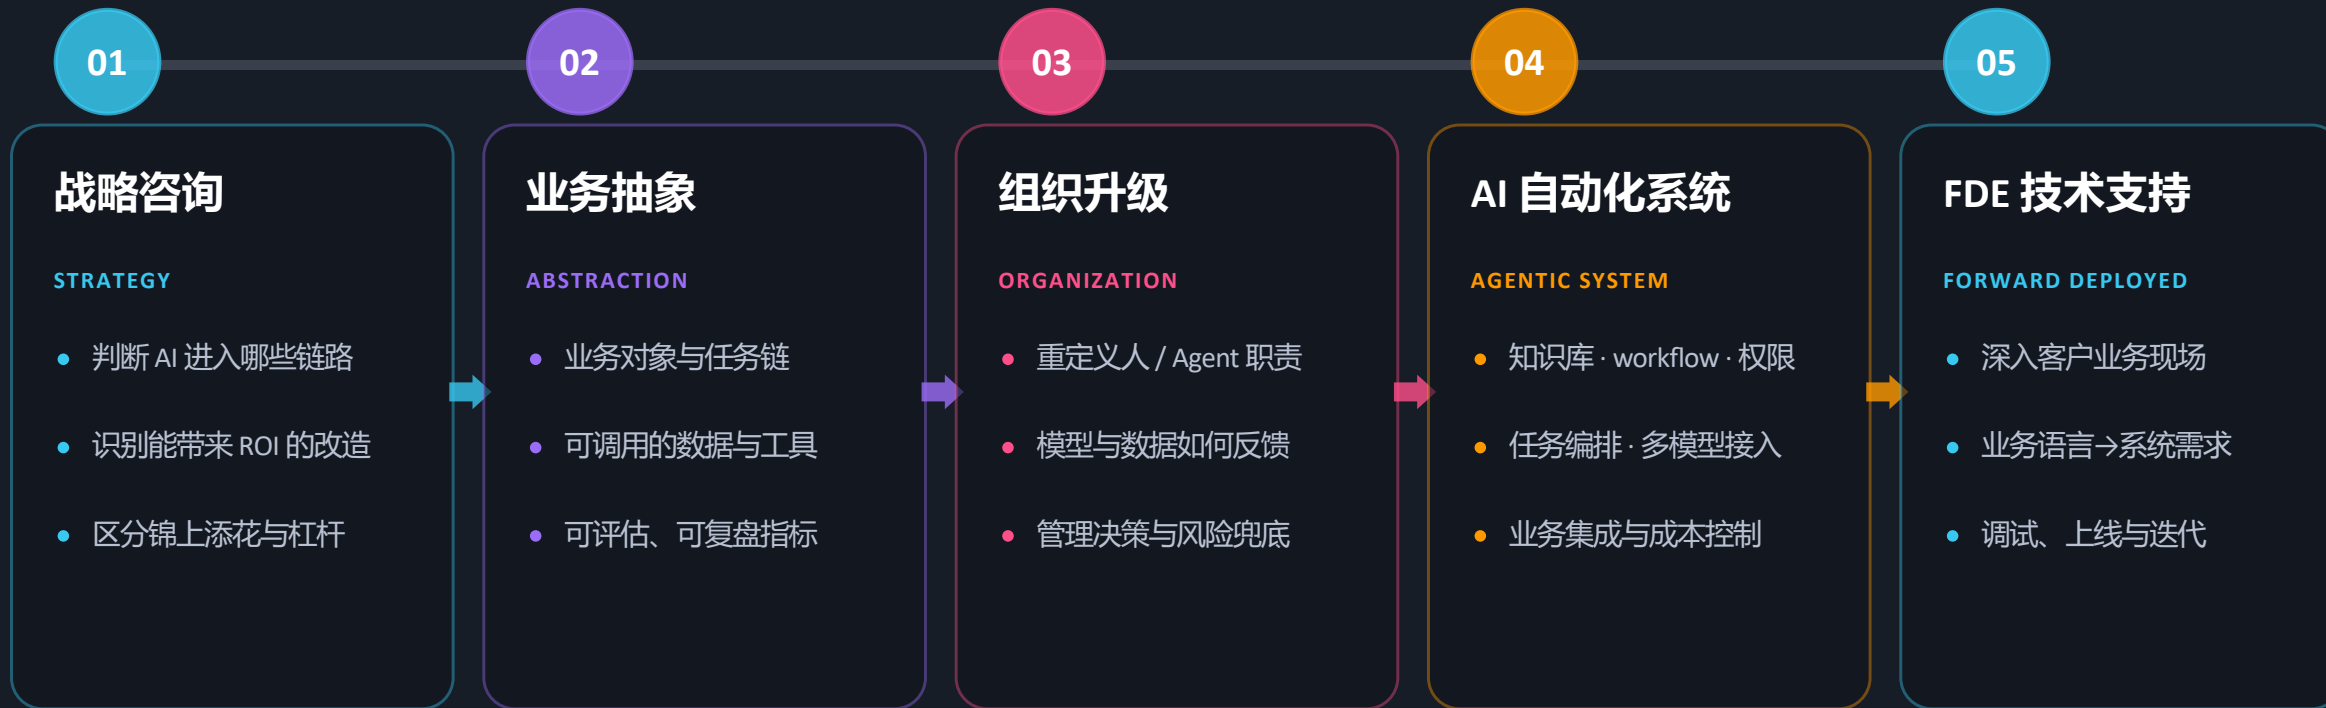 01
战略咨询
STRATEGY
判断 AI 进入哪些链路
识别能带来 ROI 的改造
区分锦上添花与杠杆
02
业务抽象
ABSTRACTION
业务对象与任务链
可调用的数据与工具
可评估、可复盘指标
03
组织升级
ORGANIZATION
重定义人 / Agent 职责
模型与数据如何反馈
管理决策与风险兜底
04
AI 自动化系统
AGENTIC SYSTEM
知识库 · workflow · 权限
任务编排 · 多模型接入
业务集成与成本控制
05
FDE 技术支持
FORWARD DEPLOYED
深入客户业务现场
业务语言→系统需求
调试、上线与迭代